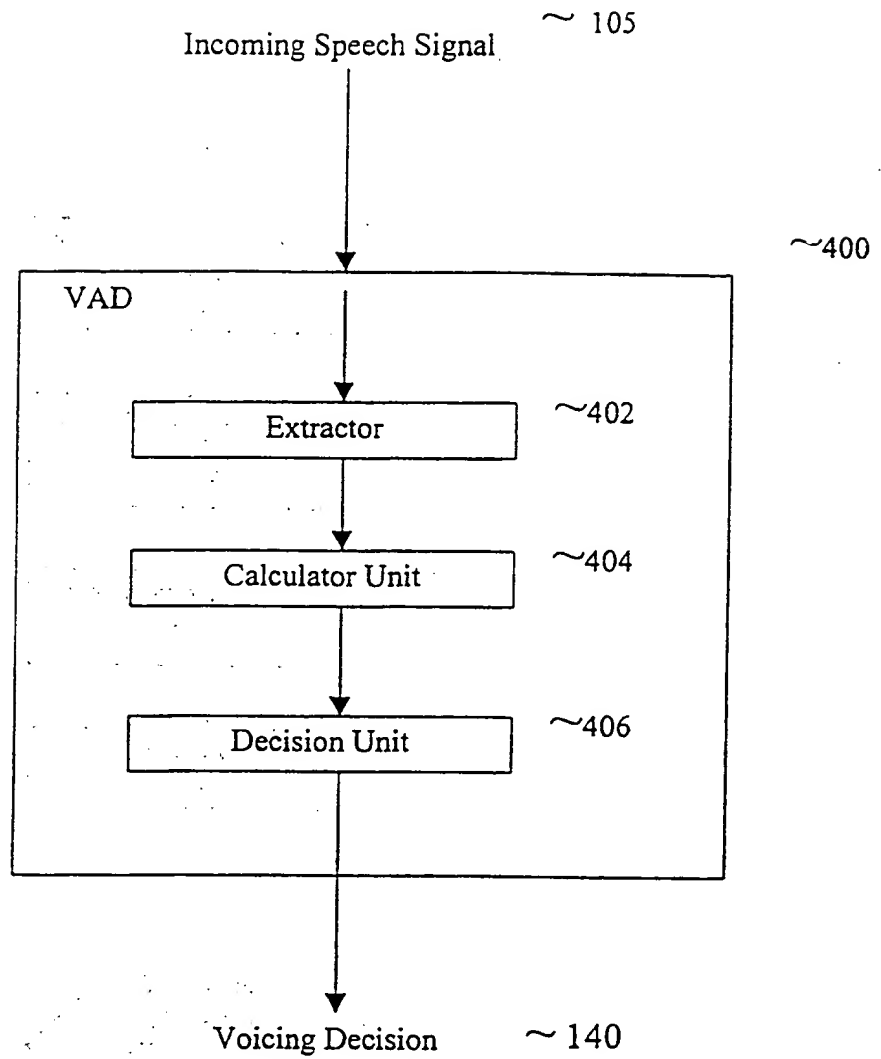 Incoming Speech Signal ~ 105
~400
VAD
Extractor ~402
Calculator Unit ~404
Decision Unit ~406
Voicing Decision ~ 140